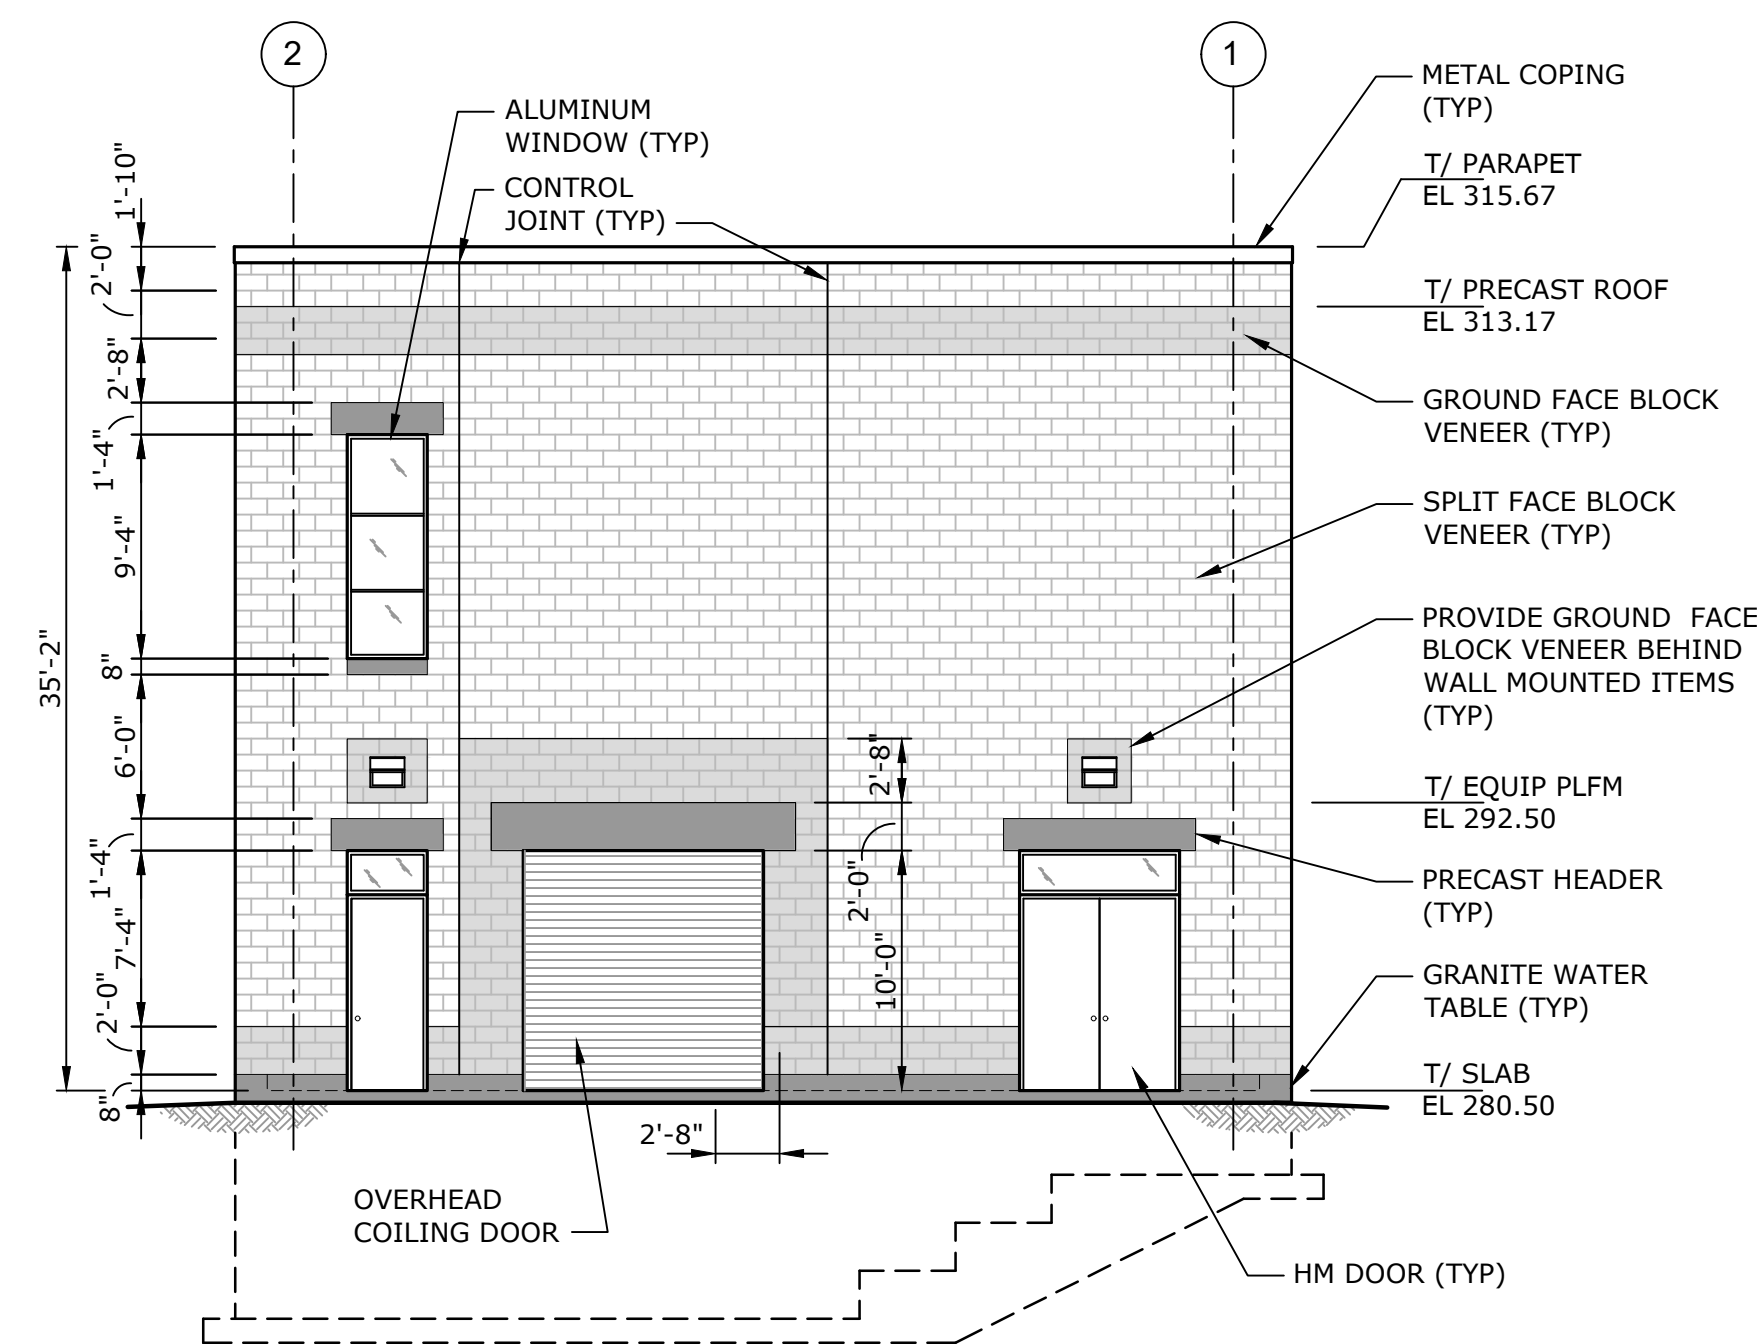 2
1
METAL COPING
(TYP)
ALUMINUM
WINDOW (TYP)
T/ PARAPET
EL 315.67
CONTROL
JOINT (TYP)
T/ PRECAST ROOF
EL 313.17
GROUND FACE BLOCK
VENEER (TYP)
SPLIT FACE BLOCK
VENEER (TYP)
PROVIDE GROUND  FACE
BLOCK VENEER BEHIND
WALL MOUNTED ITEMS
(TYP)
T/ EQUIP PLFM
EL 292.50
PRECAST HEADER
(TYP)
GRANITE WATER
TABLE (TYP)
T/ SLAB
EL 280.50
HM DOOR (TYP)
OVERHEAD
COILING DOOR
35'-2"
1'-10"
2'-0"
2'-8"
1'-4"
9'-4"
8"
6'-0"
1'-4"
7'-4"
2'-0"
8"
2'-8"
2'-0"
10'-0"
2'-8"